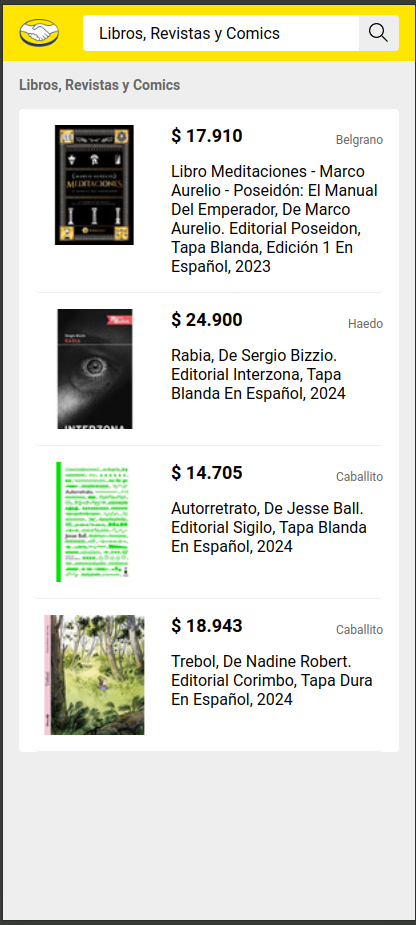 Libros, Revistas y Comics
Libros, Revistas y Comics
$ 17.910
Belgrano
MEDITACIONES
Libro Meditaciones - Marco
Aurelio - Poseidón: El Manual
Del Emperador, De Marco
Aurelio. Editorial Poseidon,
Tapa Blanda, Edición 1 En
Español, 2023
$ 24.900
Haedo
Sergio Bizzio
RABIA
INTERZONA
Rabia, De Sergio Bizzio.
Editorial Interzona, Tapa
Blanda En Español, 2024
$ 14.705
Caballito
Autorretrato.
Jesse Ball.
Autorretrato, De Jesse Ball.
Editorial Sigilo, Tapa Blanda
En Español, 2024
$ 18.943
Caballito
Trebol, De Nadine Robert.
Editorial Corimbo, Tapa Dura
En Español, 2024